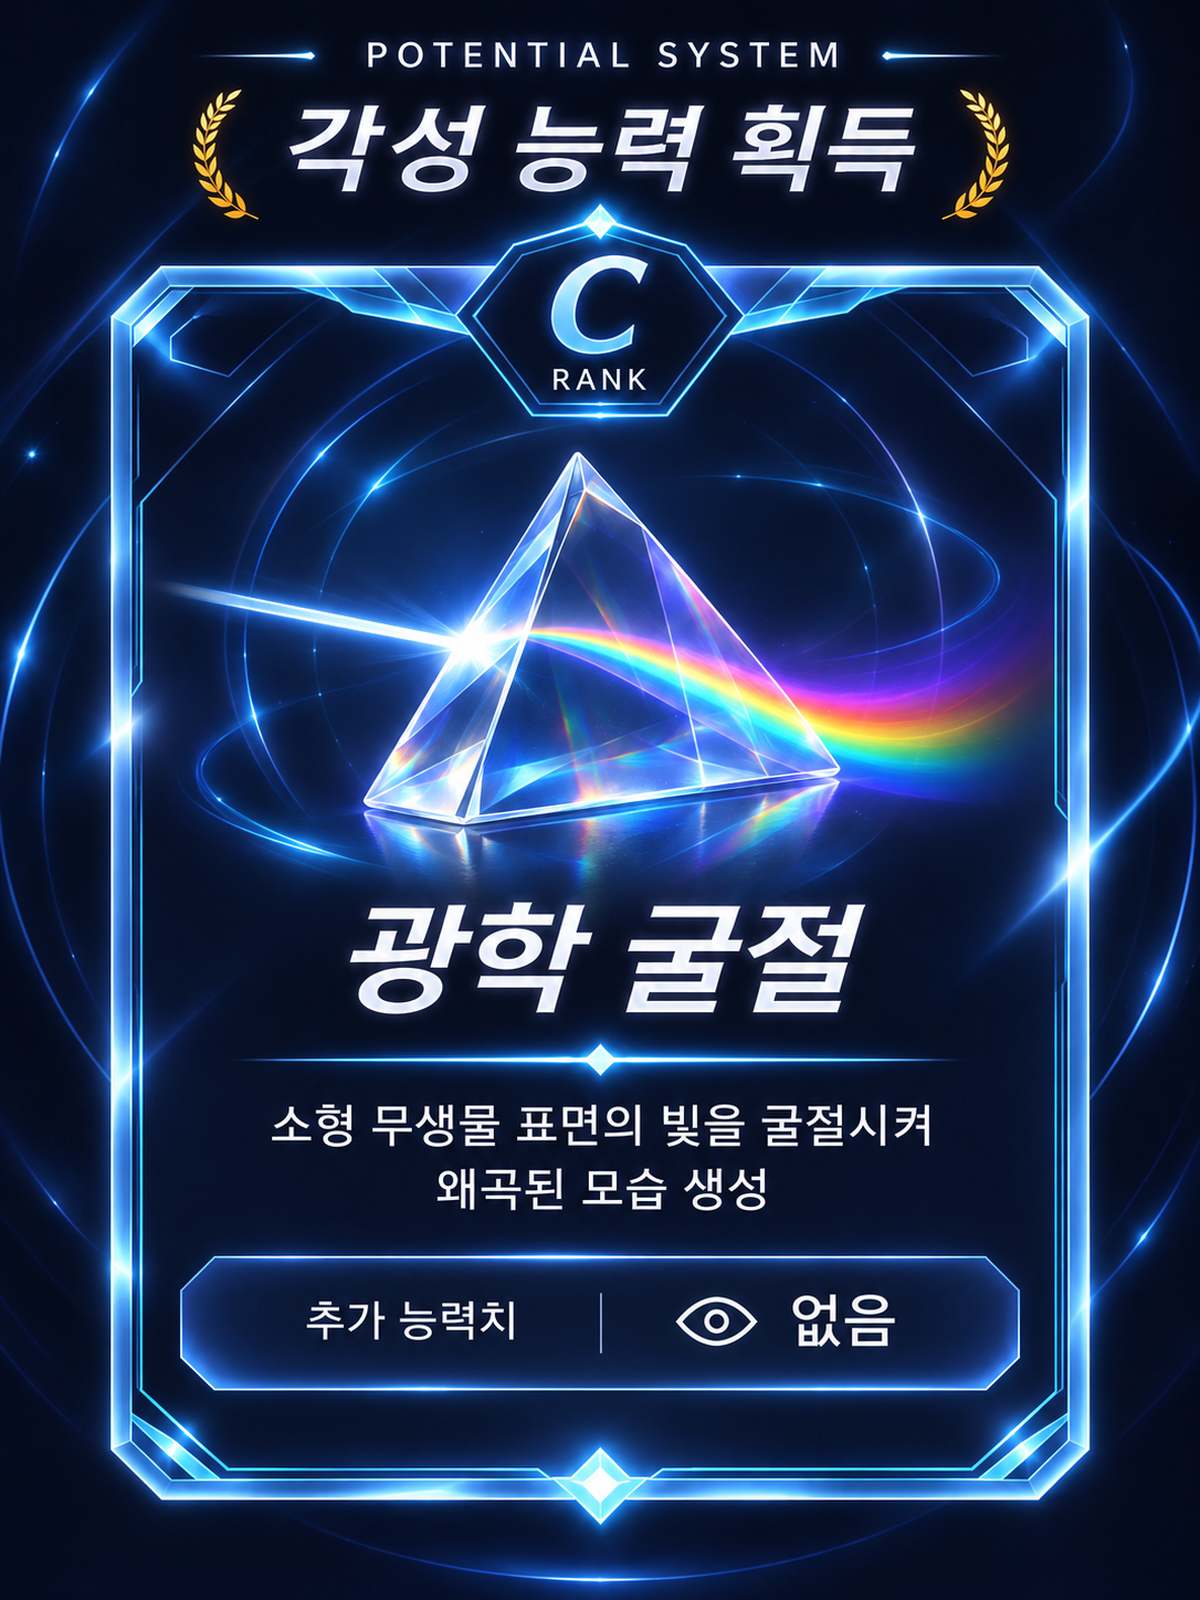 POTENTIAL SYSTEM
각성 능력 획득
C
RANK
광학 굴절
소형 무생물 표면의 빛을 굴절시켜
왜곡된 모습 생성
추가 능력치
없음